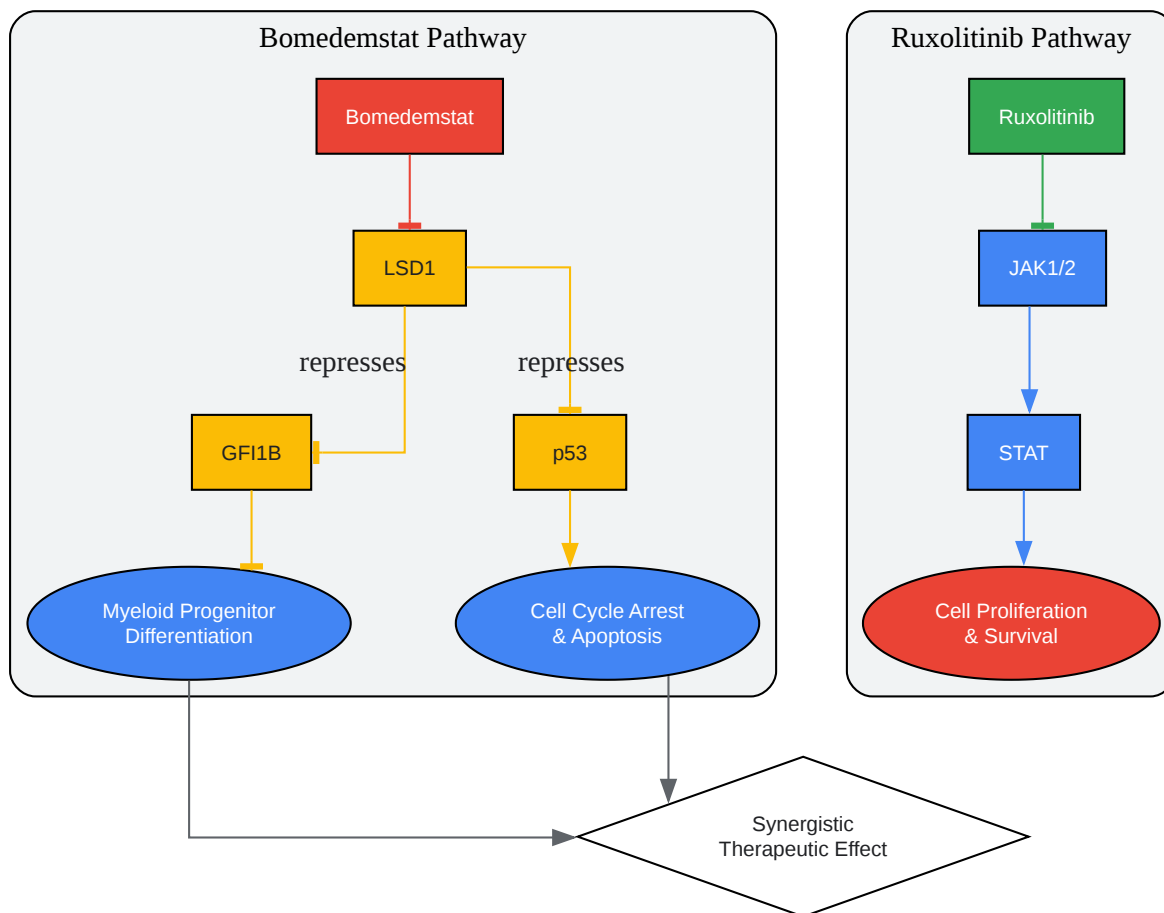 Bomedemstat Pathway
Bomedemstat
LSD1
represses
represses
GFI1B
p53
Myeloid Progenitor
Differentiation
Cell Cycle Arrest
& Apoptosis
Ruxolitinib Pathway
Ruxolitinib
JAK1/2
STAT
Cell Proliferation
& Survival
Synergistic
Therapeutic Effect